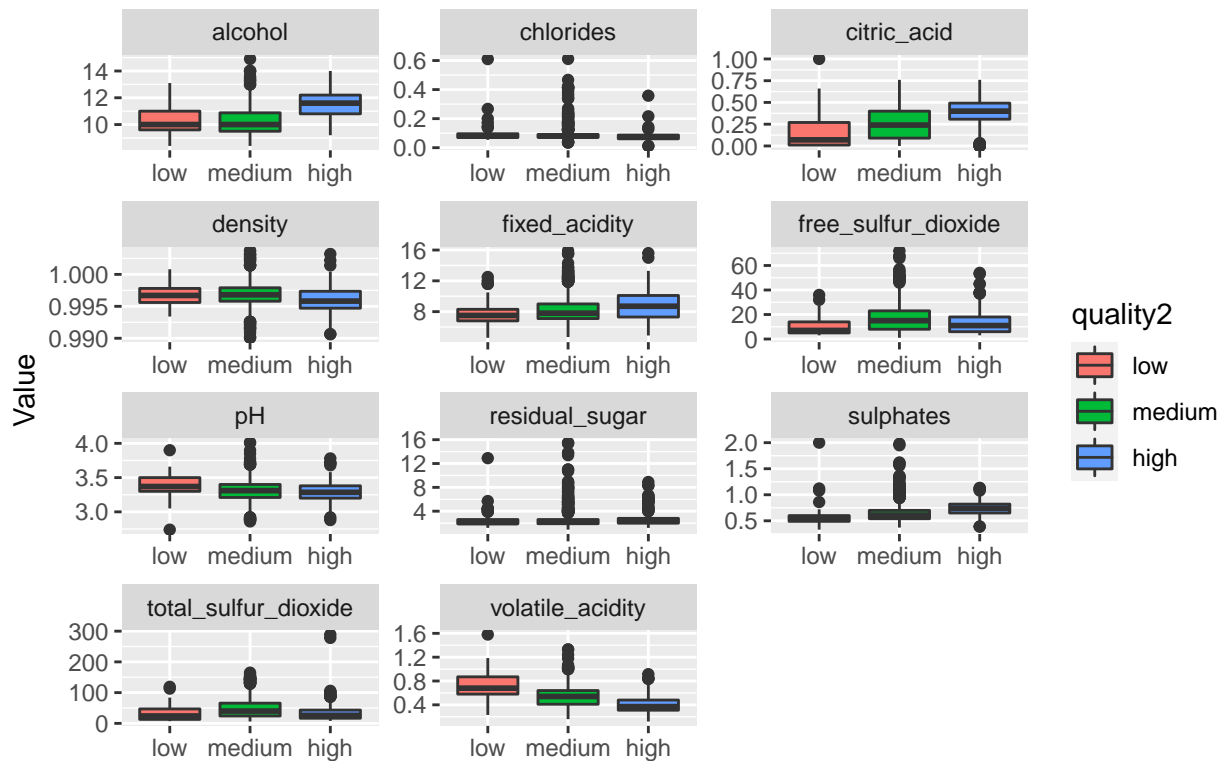 alcohol
chlorides
citric_acid
14
12
10
0.6
0.4
0.2
0.0
1.00
0.75
0.50
0.25
0.00
low medium high
low medium high
low medium high
density
fixed_acidity
free_sulfur_dioxide
1.000
0.995
0.990
16
12
8
60
40
20
0
low medium high
low medium high
low medium high
pH
residual_sugar
sulphates
4.0
3.5
3.0
16
12
8
4
2.0
1.5
1.0
0.5
low medium high
low medium high
low medium high
total_sulfur_dioxide
volatile_acidity
300
200
100
0
1.6
1.2
0.8
0.4
low medium high
low medium high
Value
quality2
low
medium
high